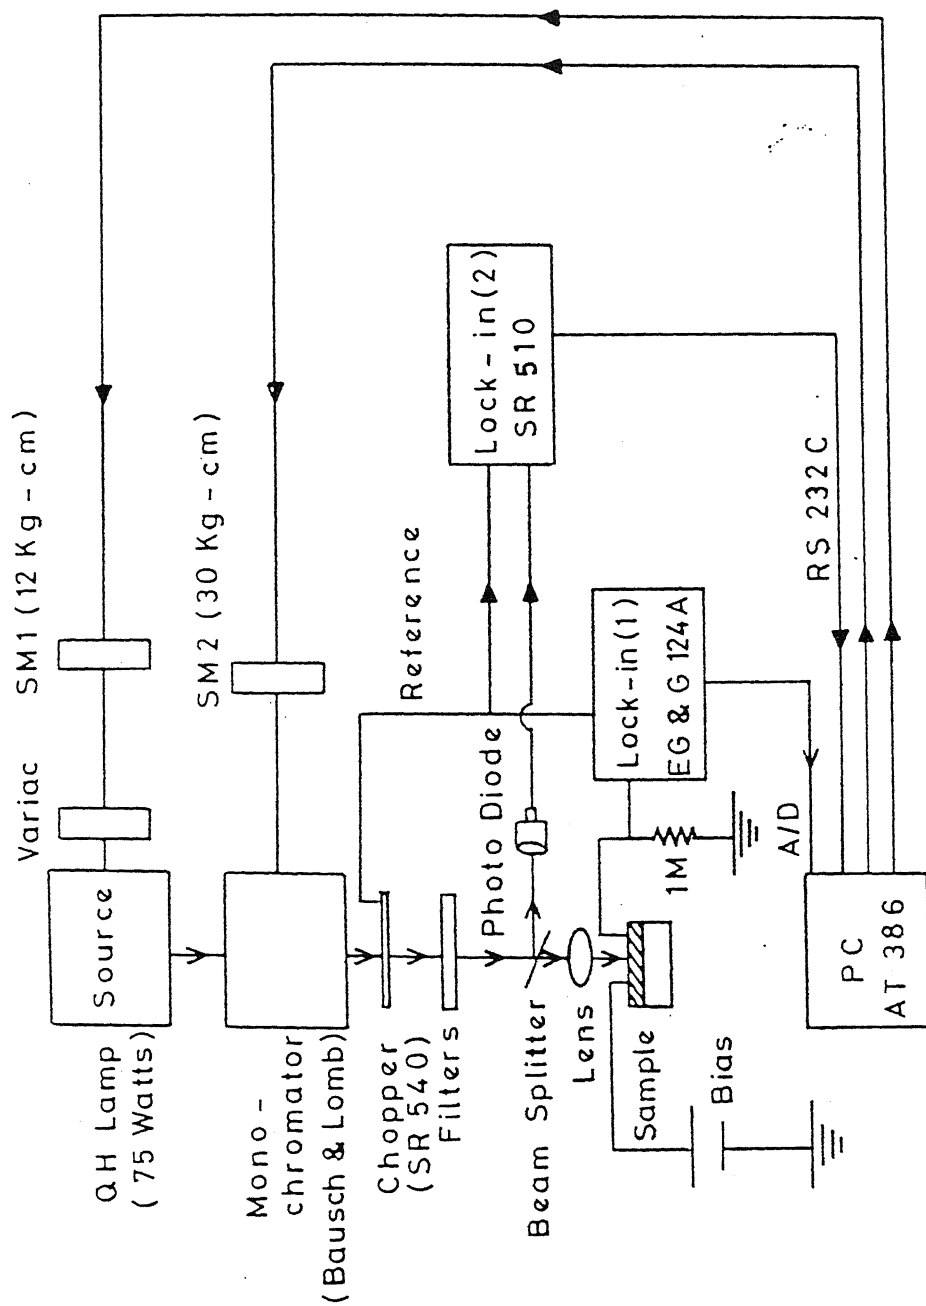 QH Lamp
(75 Watts)
Source
Variac
SM1 (12 Kg-cm)
Mono-
chromator
(Bausch & Lomb)
SM2 (30 Kg-cm)
Chopper
(SR 540)
Filters
Reference
Photo Diode
Lock-in(2)
SR 510
Beam Splitter
Lens
Sample
Lock-in(1)
EG & G 124A
1M
Bias
A/D
RS 232C
PC
AT 386